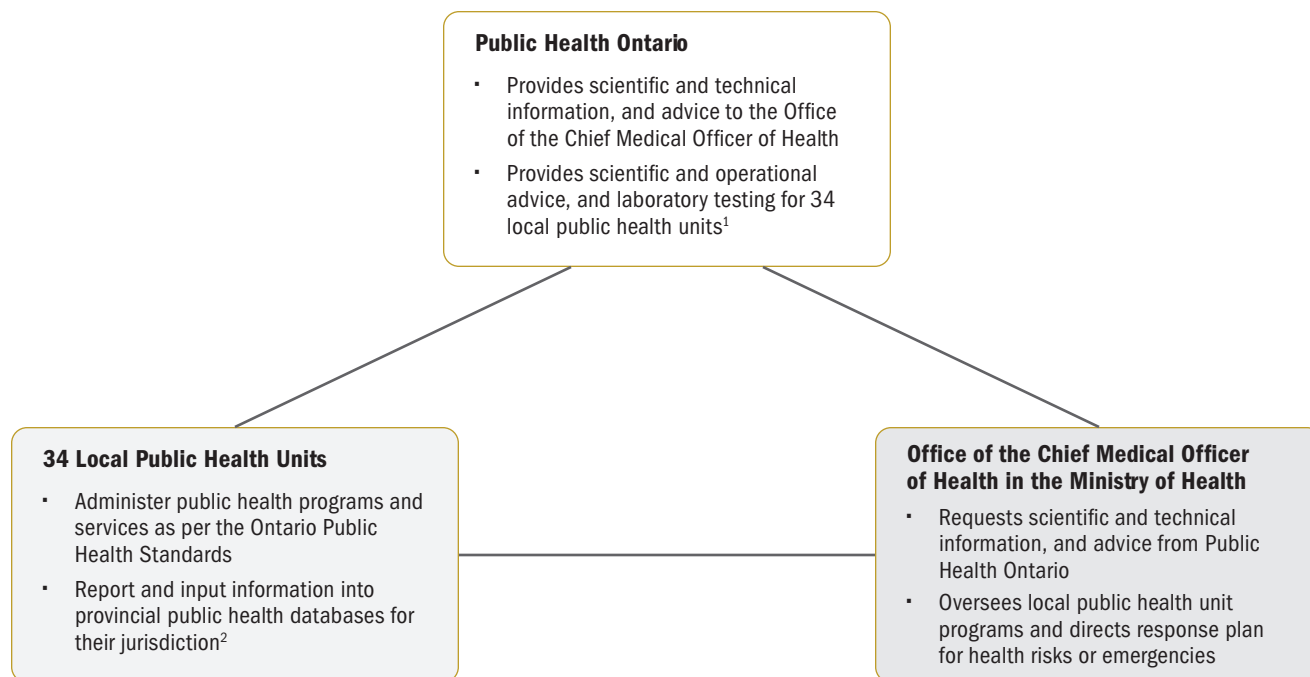 Public Health Ontario
▪ Provides scientific and technical
information, and advice to the Office
of the Chief Medical Officer of Health
▪ Provides scientific and operational
advice, and laboratory testing for 34
local public health units¹
34 Local Public Health Units
▪ Administer public health programs and
services as per the Ontario Public
Health Standards
▪ Report and input information into
provincial public health databases for
their jurisdiction²
Office of the Chief Medical Officer
of Health in the Ministry of Health
▪ Requests scientific and technical
information, and advice from Public
Health Ontario
▪ Oversees local public health unit
programs and directs response plan
for health risks or emergencies